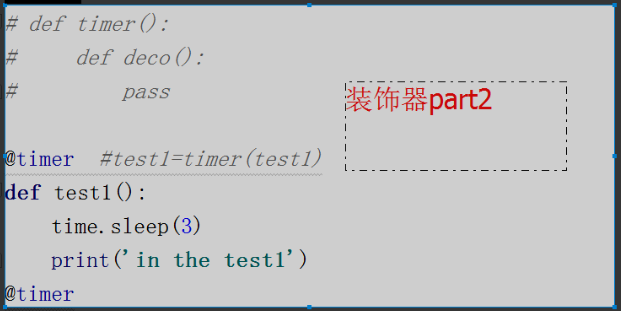 # def timer():
#     def deco():
#         pass
装饰器part2
@timer  #test1=timer(test1)
def test1():
    time.sleep(3)
    print('in the test1')
@timer